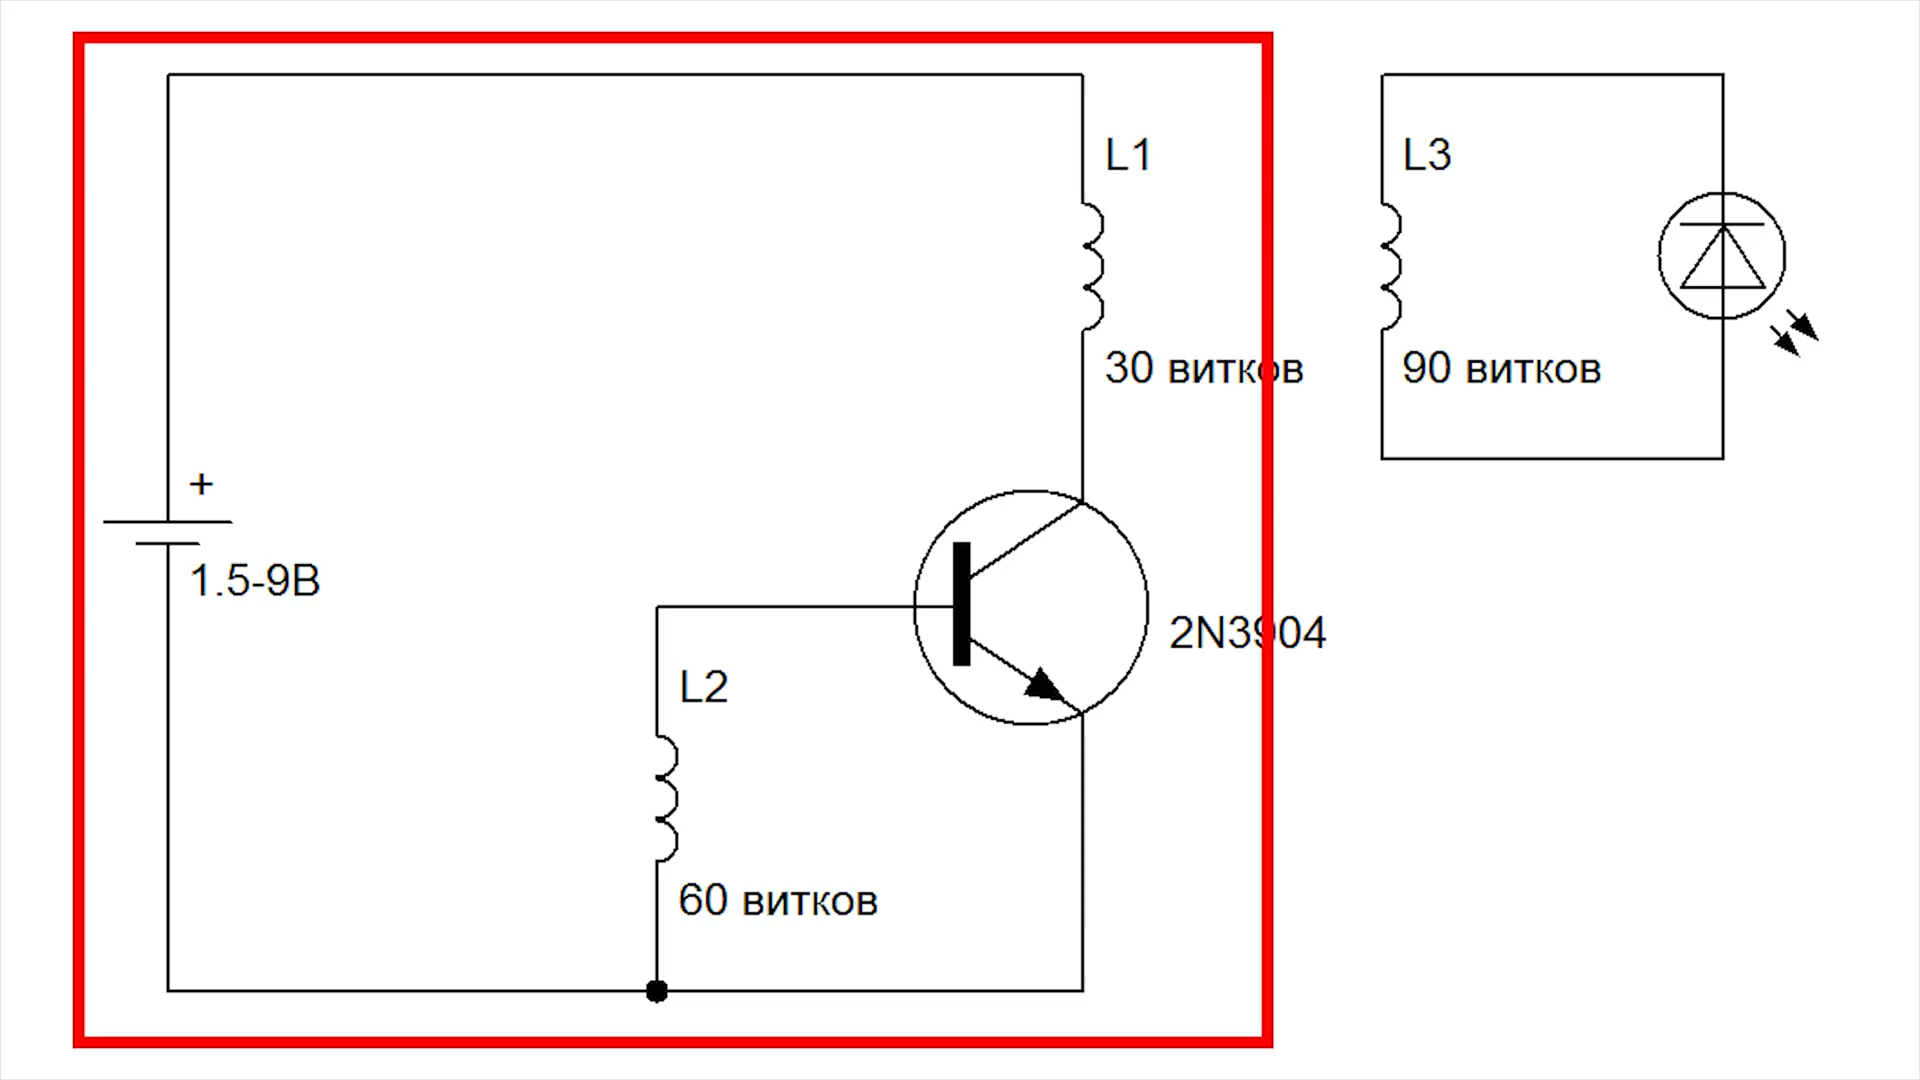 L1
30 витков
L3
90 витков
+
1.5-9В
2N3904
L2
60 витков